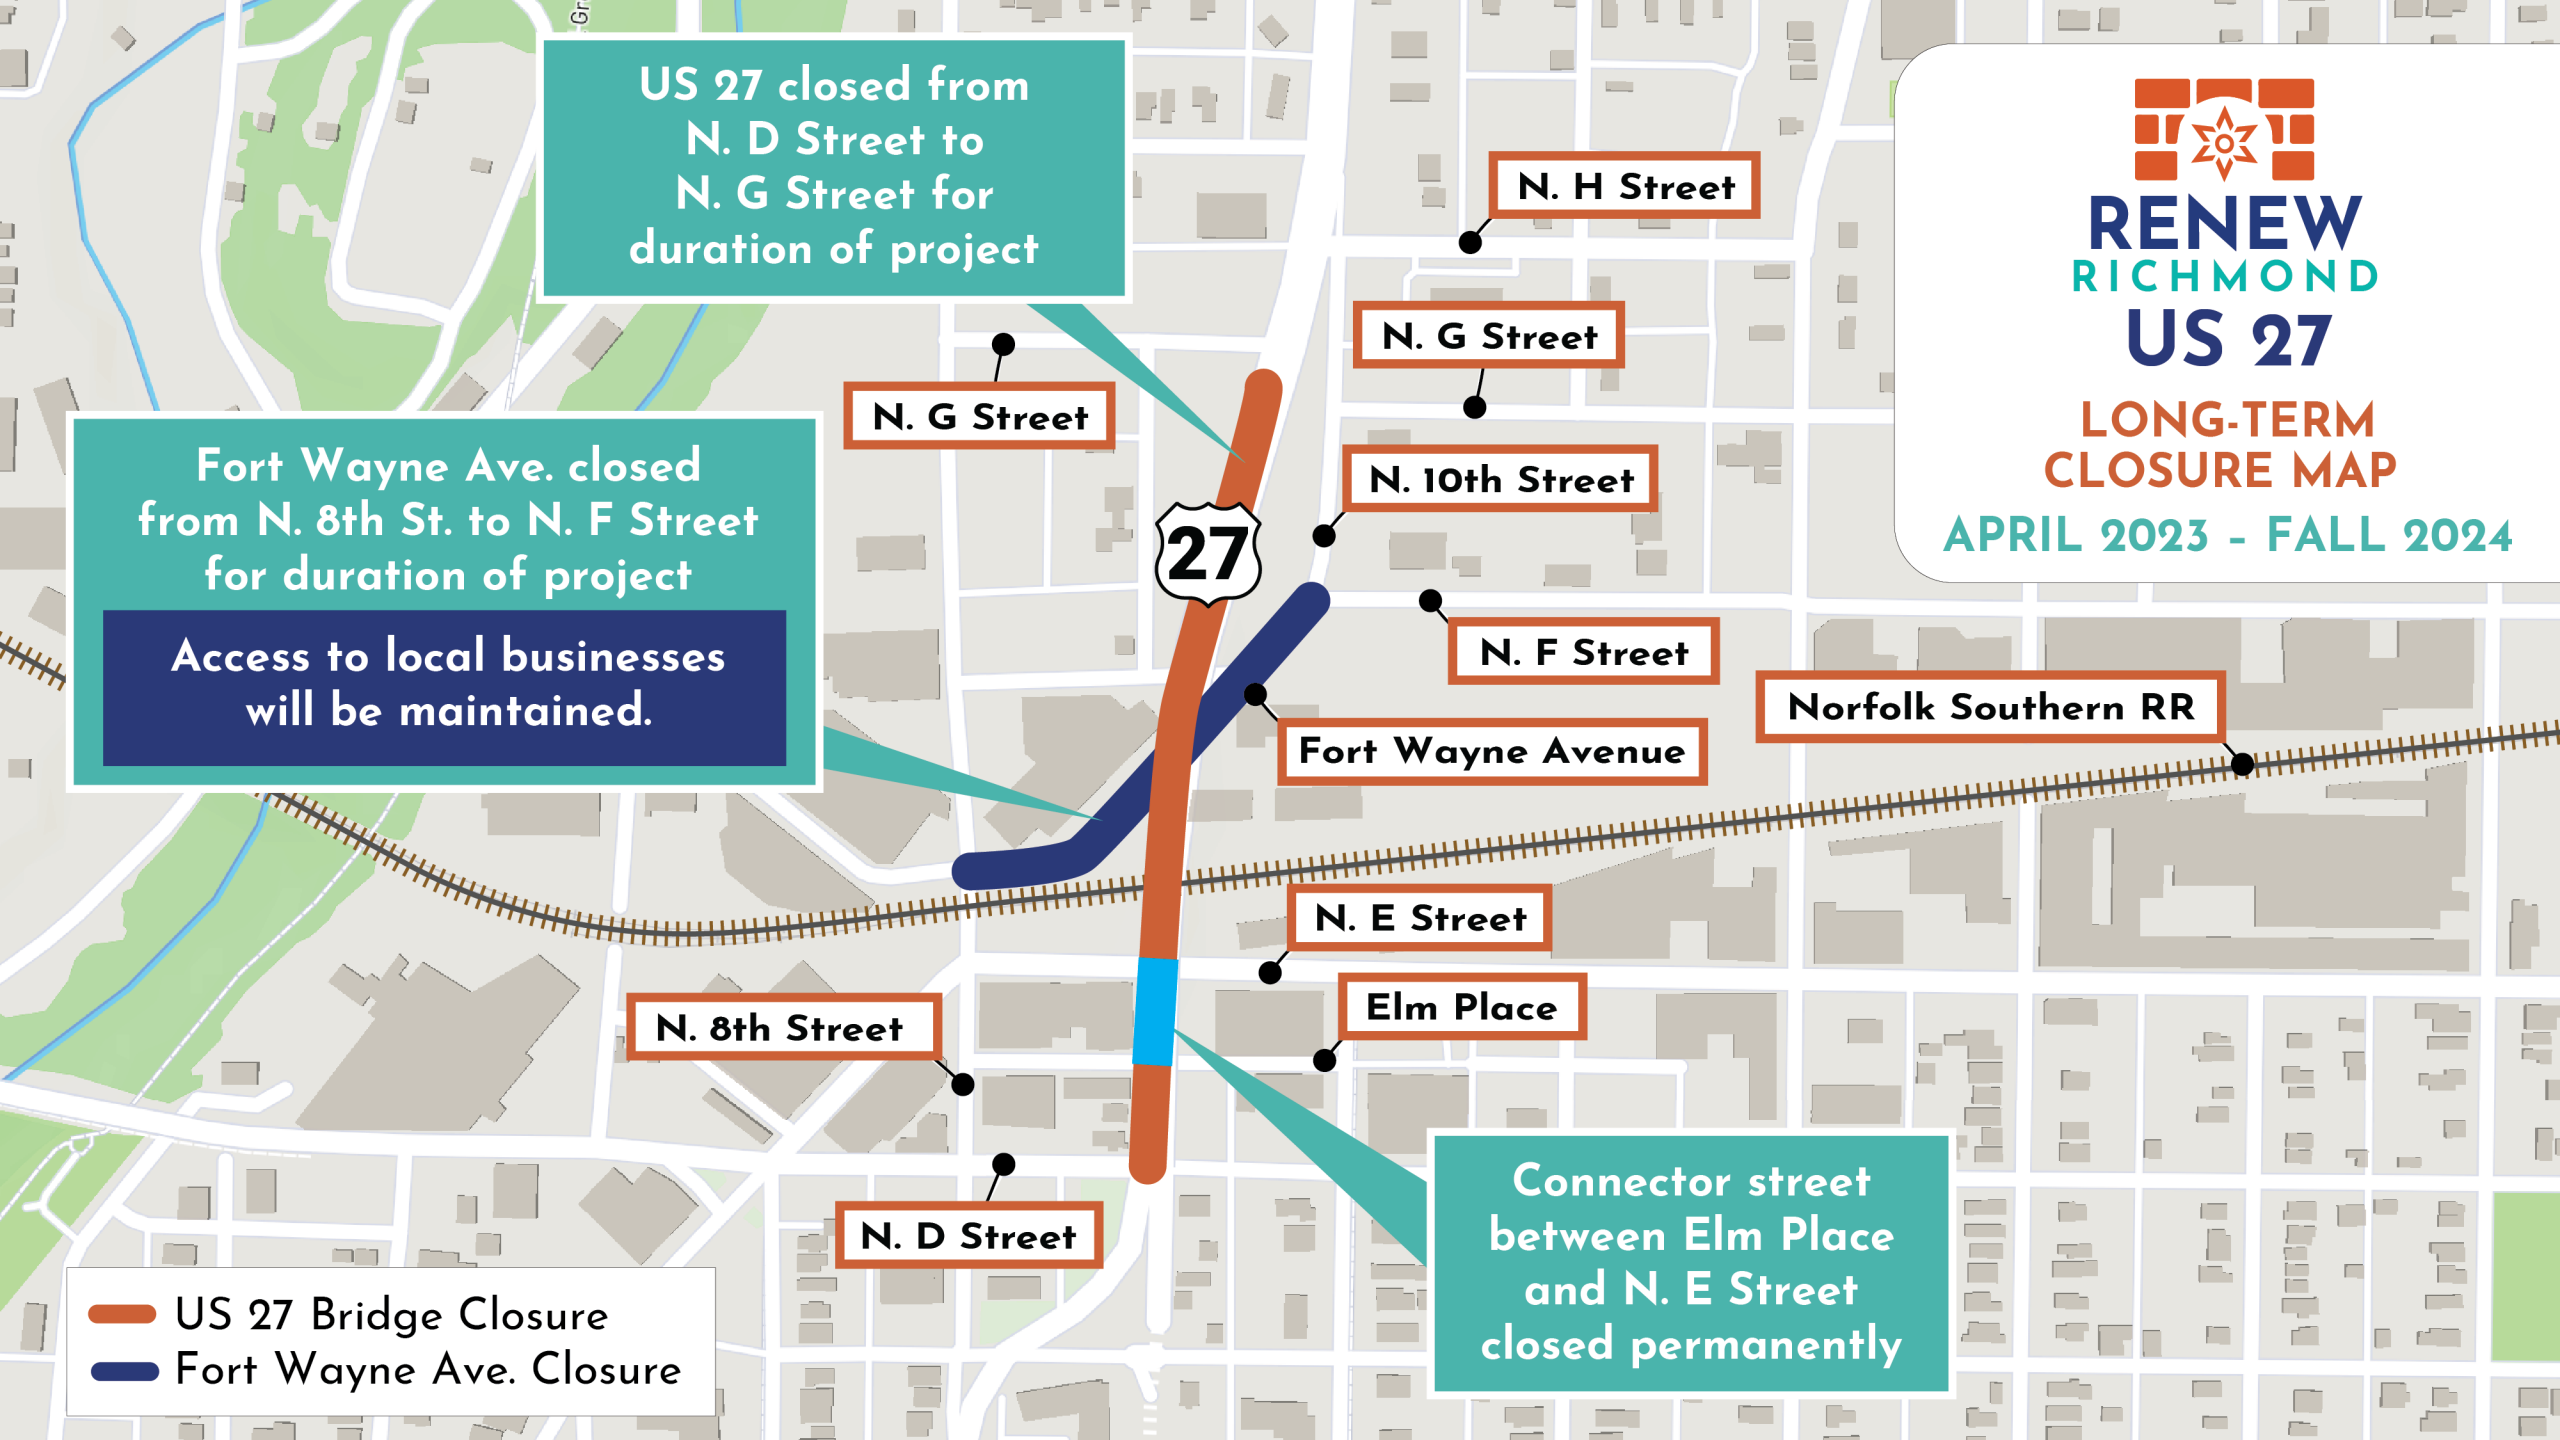 Gr
US 27 closed from
N. D Street to
N. G Street for
duration of project
RENEW
RICHMOND
US 27
LONG-TERM
CLOSURE MAP
APRIL 2023 – FALL 2024
N. H Street
N. G Street
N. G Street
N. 10th Street
Fort Wayne Ave. closed
from N. 8th St. to N. F Street
for duration of project
Access to local businesses
will be maintained.
27
N. F Street
Norfolk Southern RR
Fort Wayne Avenue
N. E Street
Elm Place
N. 8th Street
N. D Street
Connector street
between Elm Place
and N. E Street
closed permanently
US 27 Bridge Closure
Fort Wayne Ave. Closure